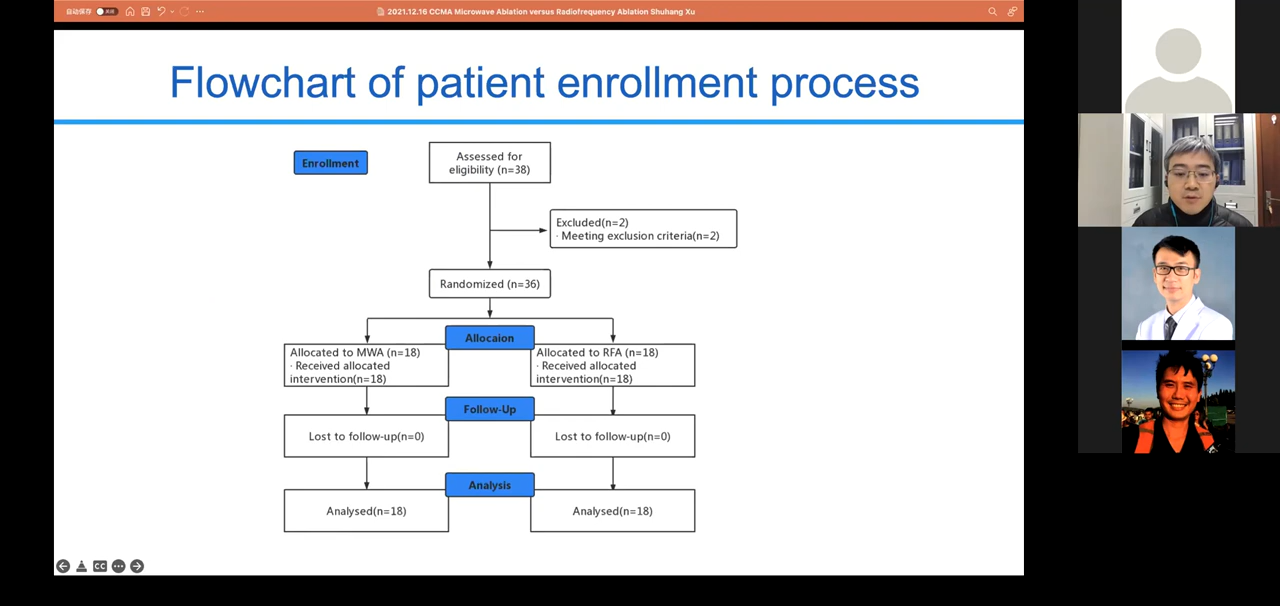 自动保存
2021.12.16 CCMA Microwave Ablation versus Radiofrequency Ablation Shuhang Xu
Flowchart of patient enrollment process
Enrollment
Assessed for
eligibility (n=38)
Excluded(n=2)
· Meeting exclusion criteria(n=2)
Randomized (n=36)
Allocaion
Allocated to MWA (n=18)
· Received allocated
intervention(n=18)
Allocated to RFA (n=18)
· Received allocated
intervention(n=18)
Follow-Up
Lost to follow-up(n=0)
Lost to follow-up(n=0)
Analysis
Analysed(n=18)
Analysed(n=18)
CC